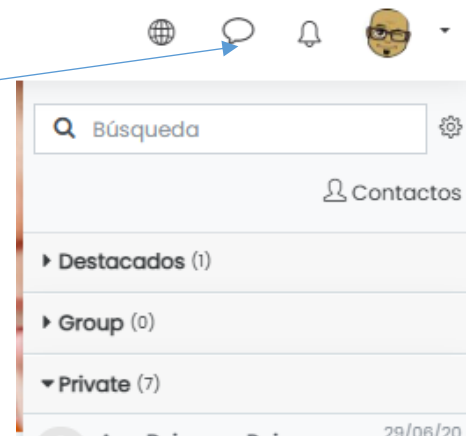 Búsqueda
Contactos
Destacados (1)
Group (0)
Private (7)
29/06/20